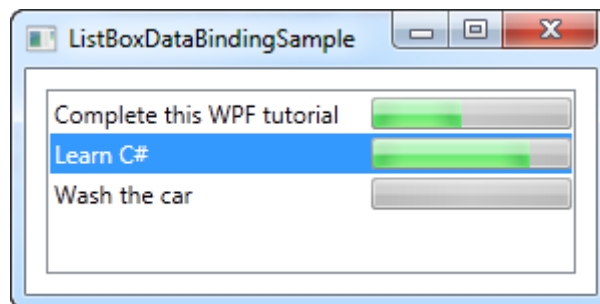 ListBoxDataBindingSample
Complete this WPF tutorial
Learn C#
Wash the car